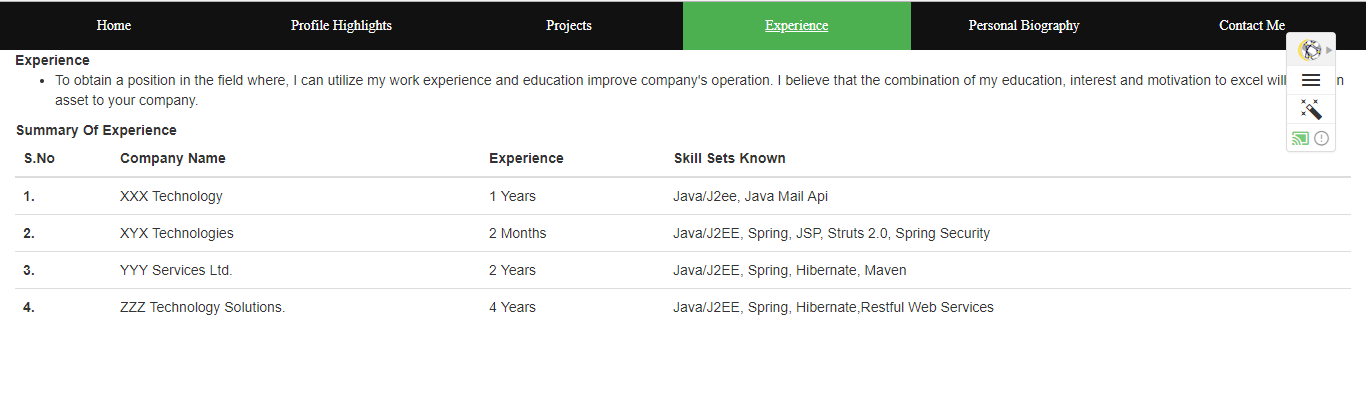 Home Profile Highlights Projects Experience Personal Biography Contact Me
Experience
• To obtain a position in the field where, I can utilize my work experience and education improve company's operation. I believe that the combination of my education, interest and motivation to excel will n
asset to your company.
Summary Of Experience
S.No Company Name Experience Skill Sets Known
1. XXX Technology 1 Years Java/J2ee, Java Mail Api
2. XYX Technologies 2 Months Java/J2EE, Spring, JSP, Struts 2.0, Spring Security
3. YYY Services Ltd. 2 Years Java/J2EE, Spring, Hibernate, Maven
4. ZZZ Technology Solutions. 4 Years Java/J2EE, Spring, Hibernate,Restful Web Services